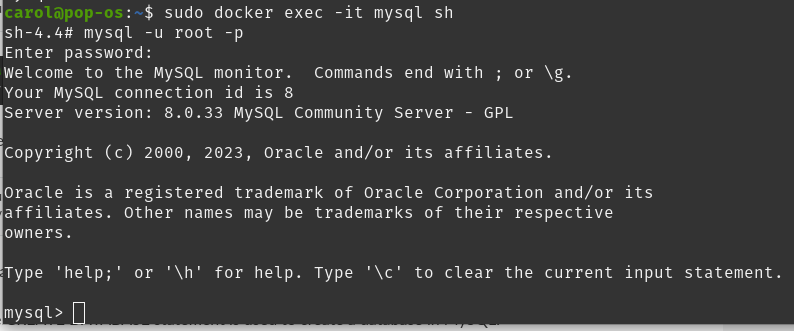 carol@pop-os:~$ sudo docker exec -it mysql sh
sh-4.4# mysql -u root -p
Enter password:
Welcome to the MySQL monitor.  Commands end with ; or \g.
Your MySQL connection id is 8
Server version: 8.0.33 MySQL Community Server - GPL

Copyright (c) 2000, 2023, Oracle and/or its affiliates.

Oracle is a registered trademark of Oracle Corporation and/or its
affiliates. Other names may be trademarks of their respective
owners.

Type 'help;' or '\h' for help. Type '\c' to clear the current input statement.

mysql>